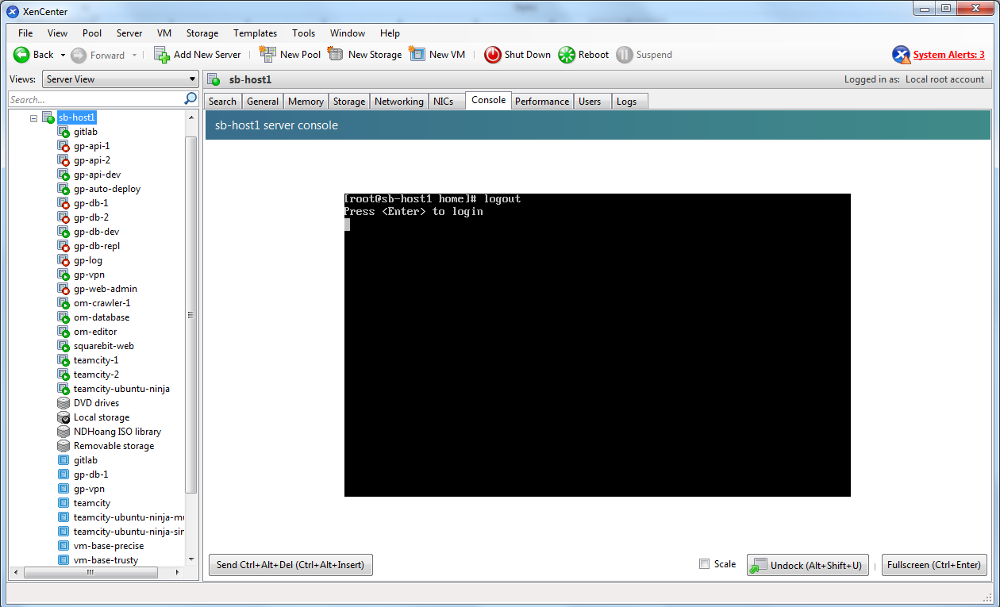 XenCenter
File View Pool Server VM Storage Templates Tools Window Help
Back Forward Add New Server New Pool New Storage New VM Shut Down Reboot Suspend System Alerts: 3
Views: Server View
sb-host1 Logged in as: Local root account
Search...
Search General Memory Storage Networking NICs Console Performance Users Logs
sb-host1 server console
sb-host1
gitlab
gp-api-1
gp-api-2
gp-api-dev
gp-auto-deploy
gp-db-1
gp-db-2
gp-db-dev
gp-db-repl
gp-log
gp-vpn
gp-web-admin
om-crawler-1
om-database
om-editor
squarebit-web
teamcity-1
teamcity-2
teamcity-ubuntu-ninja
DVD drives
Local storage
NDHoang ISO library
Removable storage
gitlab
gp-db-1
gp-vpn
teamcity
teamcity-ubuntu-ninja-mu
teamcity-ubuntu-ninja-sin
vm-base-precise
vm-base-trusty
[root@sb-host1 home]# logout
Press <Enter> to login
Send Ctrl+Alt+Del (Ctrl+Alt+Insert) Scale Undock (Alt+Shift+U) Fullscreen (Ctrl+Enter)